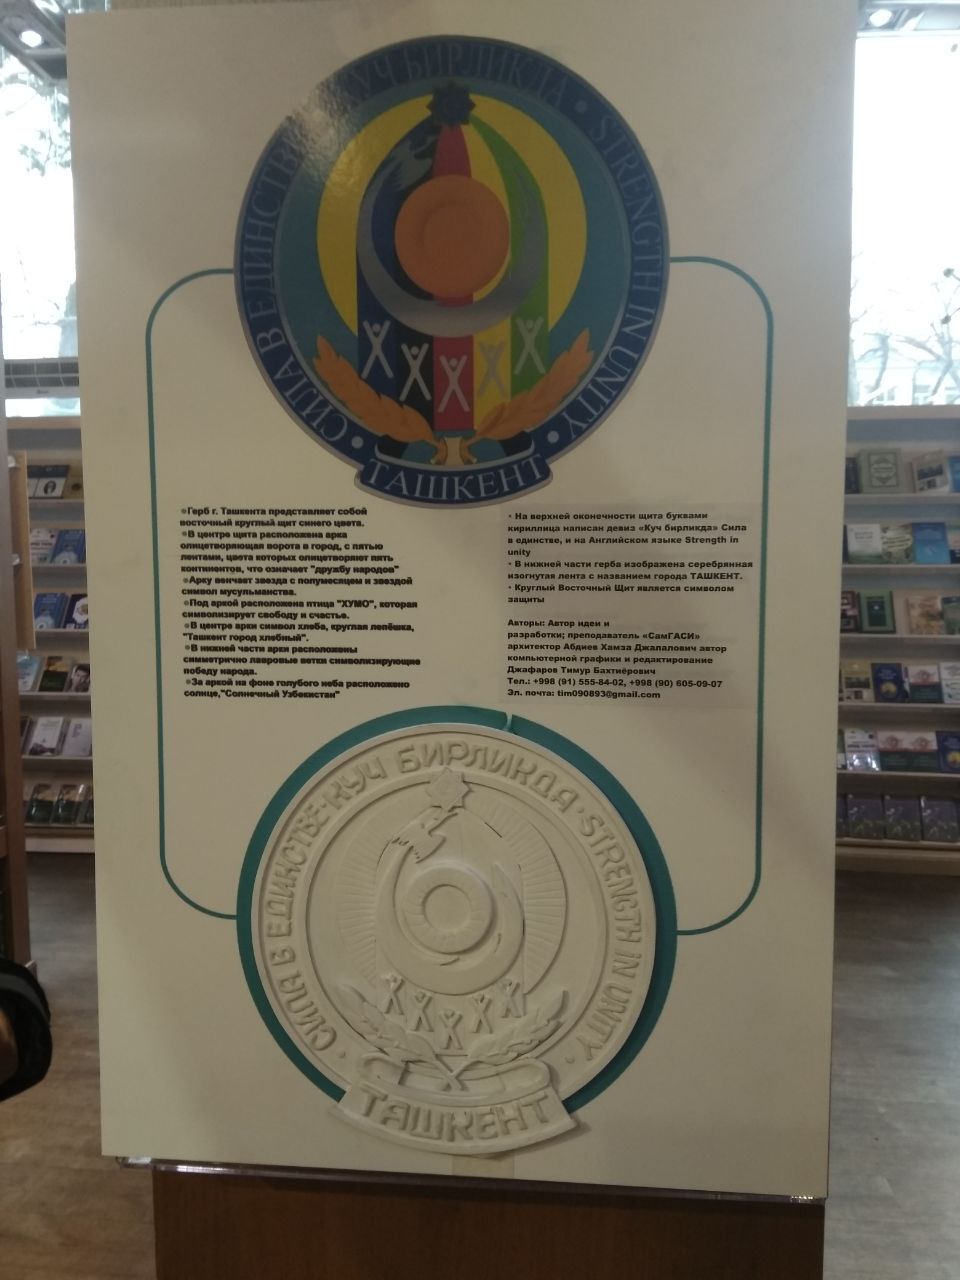 СИЛА В ЕДИНСТВЕ • КУЧ БИРЛИКДА • STRENGTH IN UNITY
ТАШКЕНТ
•Герб г. Ташкента представляет собой
восточный круглый щит синего цвета.
•В центре щита расположена арка
олицетворяющая ворота в город, с пятью
лентами, цвета которых олицетворяет пять
континентов, что означает "дружбу народов"
•Арку венчает звезда с полумесяцем и звездой
символ мусульманства.
•Под аркой расположена птица "ХУМО", которая
символизирует свободу и счастье.
•В центре арки символ хлеба, круглая лепёшка,
"Ташкент город хлебный".
•В нижней части арки расположены
симметрично лавровые ветки символизирующие
победу народа.
•За аркой на фоне голубого неба расположено
солнце,"Солнечный Узбекистан"
• На верхней оконечности щита буквами
кириллица написан девиз «Куч бирликда» Сила
в единстве, и на Английском языке Strength in
unity
• В нижней части герба изображена серебрянная
изогнутая лента с названием города ТАШКЕНТ.
• Круглый Восточный Щит является символом
защиты
Авторы: Автор идеи и
разработки; преподаватель «СамГАСИ»
архитектор Абдиев Хамза Джалалович автор
компьютерной графики и редактирование
Джафаров Тимур Бахтиёрович
Тел.: +998 (91) 555-84-02, +998 (90) 605-09-07
Эл. почта: tim090893@gmail.com
СИЛА В ЕДИНСТВЕ • КУЧ БИРЛИКДА • STRENGTH IN UNITY •
ТАШКЕНТ